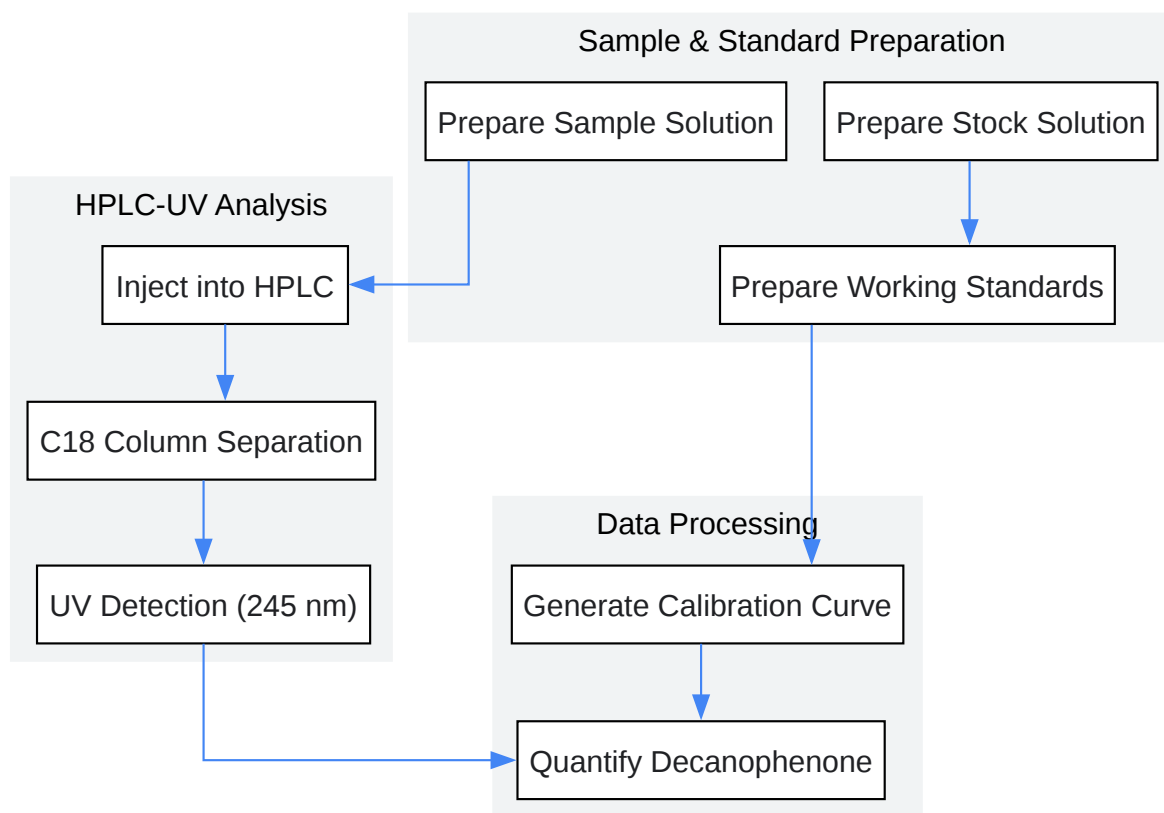 Sample & Standard Preparation
Prepare Sample Solution
Prepare Stock Solution
HPLC-UV Analysis
Inject into HPLC
Prepare Working Standards
C18 Column Separation
Data Processing
UV Detection (245 nm)
Generate Calibration Curve
Quantify Decanophenone